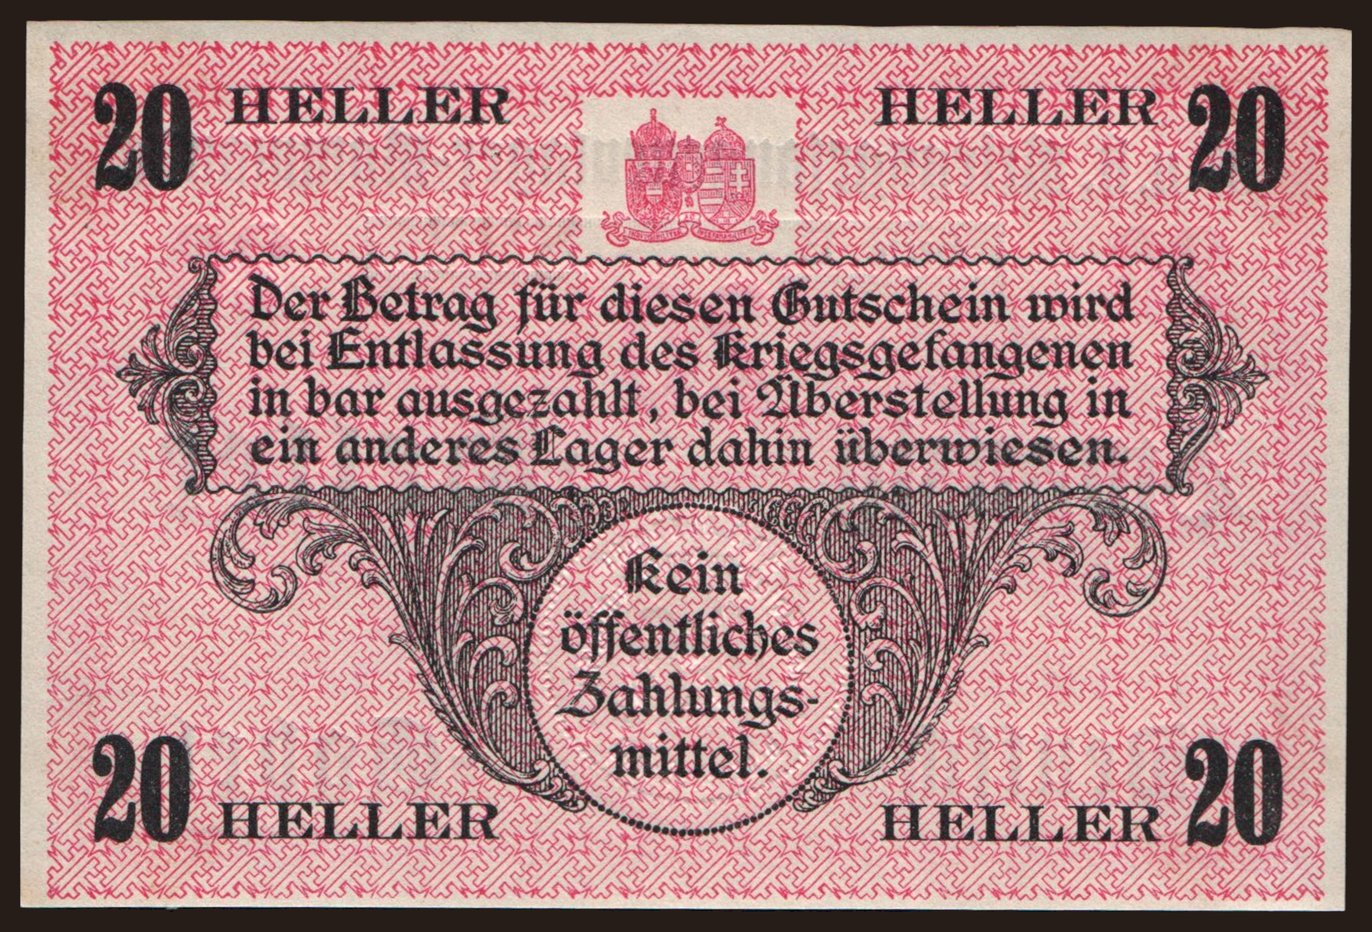 20 HELLER HELLER 20
Der Betrag für diesen Gutschein wird
bei Entlassung des Kriegsgefangenen
in bar ausgezahlt, bei Überstellung in
ein anderes Lager dahin überwiesen.
Kein
öffentliches
Zahlungs-
mittel.
20 HELLER HELLER 20